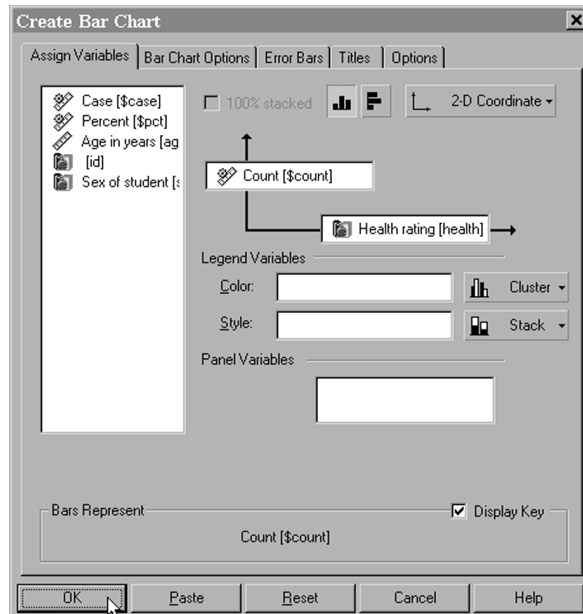 Create Bar Chart
Assign Variables Bar Chart Options Error Bars Titles Options
Case [$case]
Percent [$pct]
Age in years [ag
[id]
Sex of student [s
100% stacked
2-D Coordinate
Count [$count]
Health rating [health]
Legend Variables
Color:
Cluster
Style:
Stack
Panel Variables
Bars Represent
Display Key
Count [$count]
OK Paste Reset Cancel Help